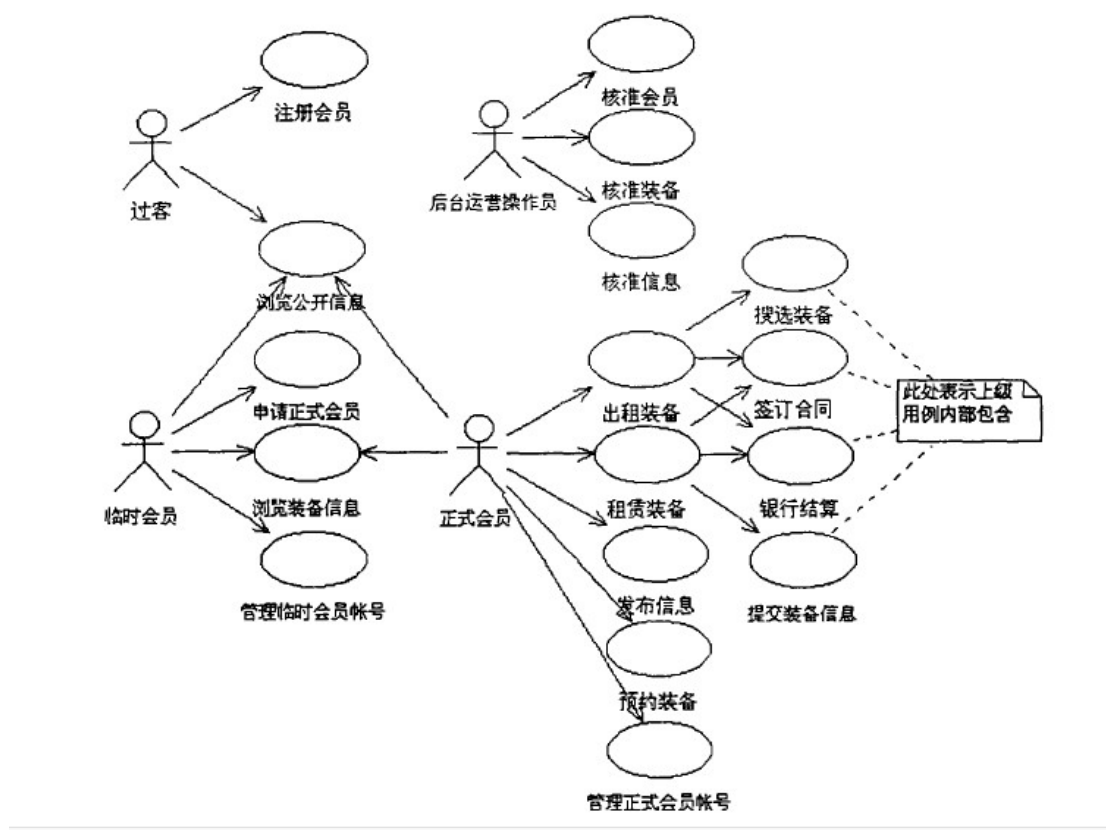 注册会员
过客
浏览公开信息
核准会员
后台运营操作员
核准装备
核准信息
搜选装备
出租装备
签订合同
此处表示上级
用例内部包含
申请正式会员
临时会员
浏览装备信息
正式会员
租赁装备
银行结算
管理临时会员帐号
发布信息
提交装备信息
预约装备
管理正式会员帐号